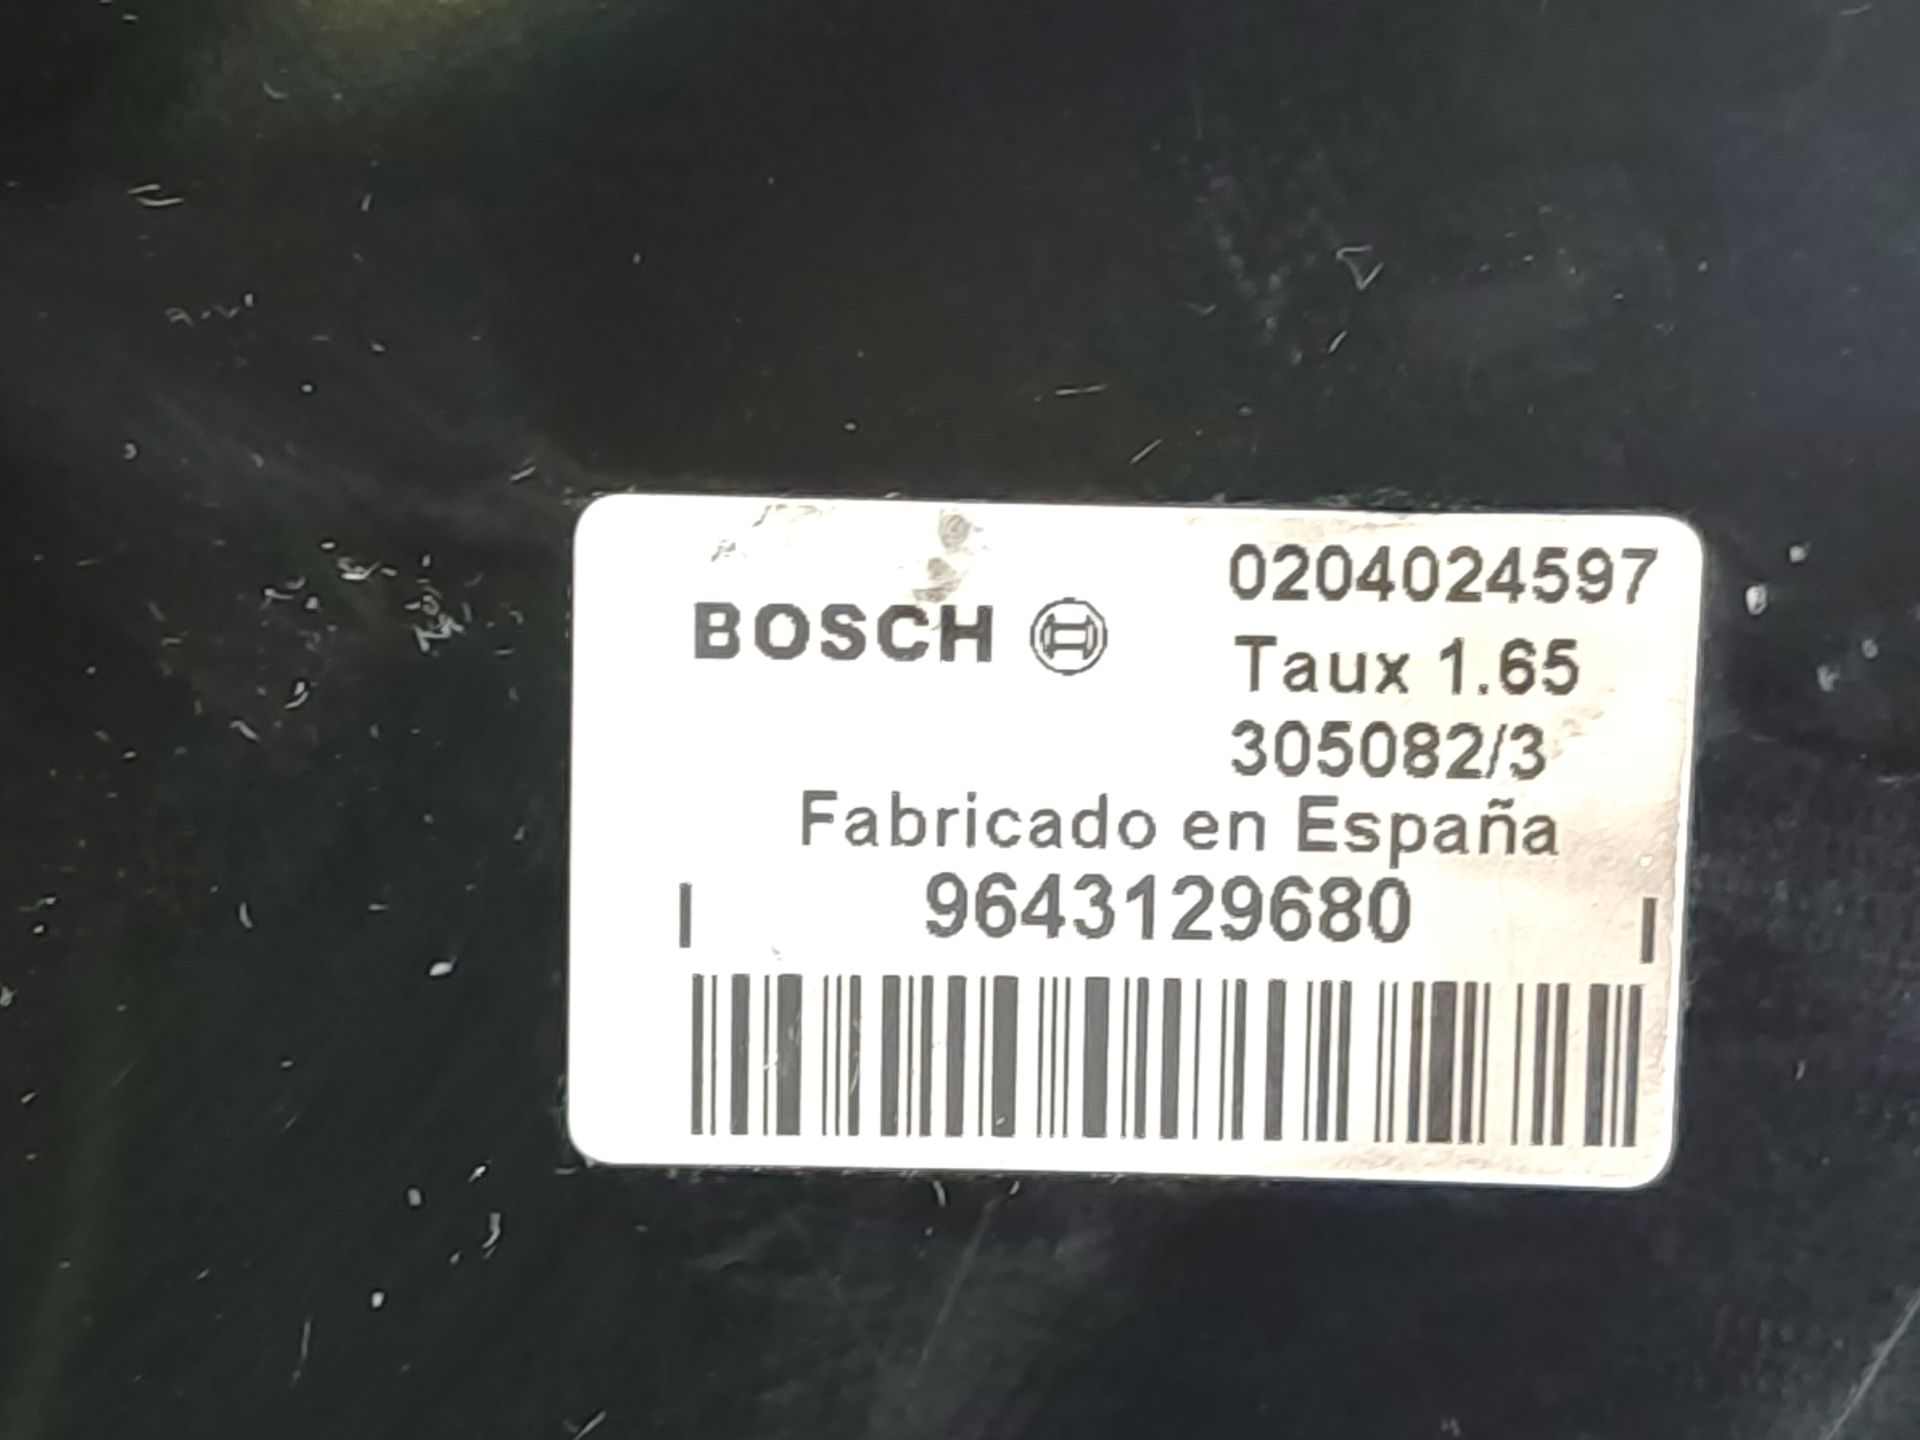 BOSCH
0204024597
Taux 1.65
305082/3
Fabricado en España
9643129680